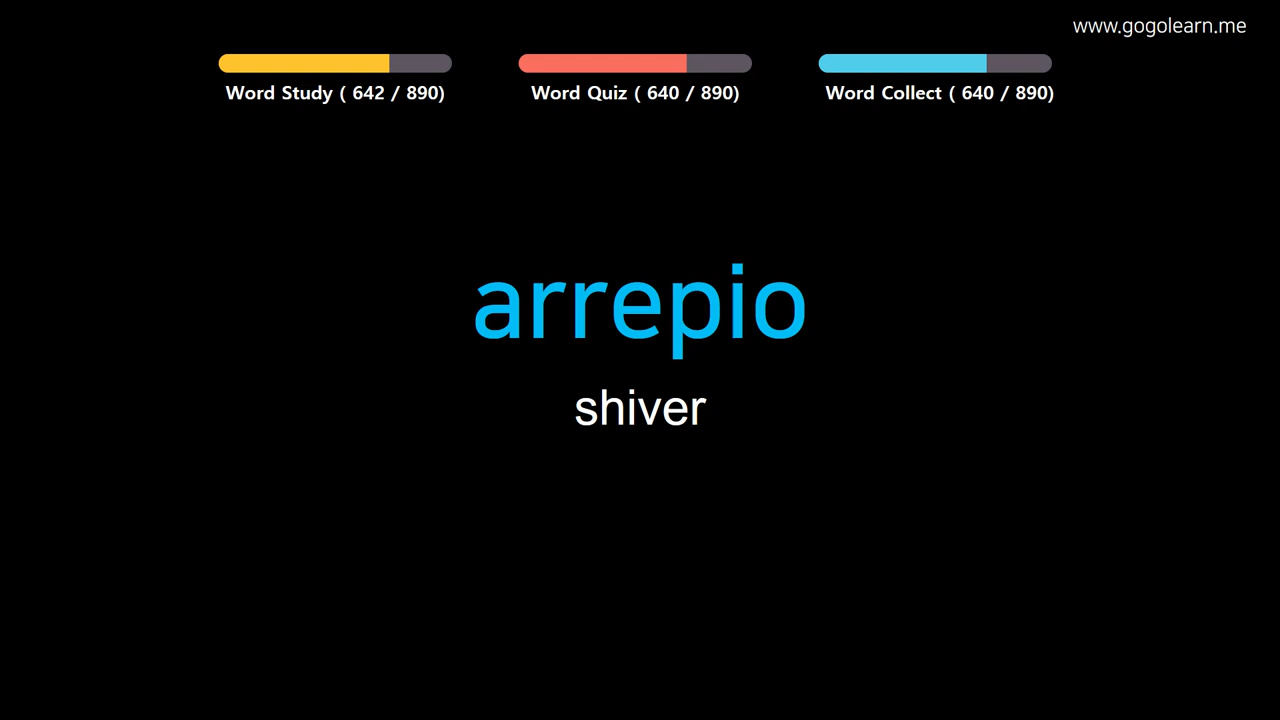 www.gogolearn.me
Word Study ( 642 / 890)
Word Quiz ( 640 / 890)
Word Collect ( 640 / 890)
arrepio
shiver